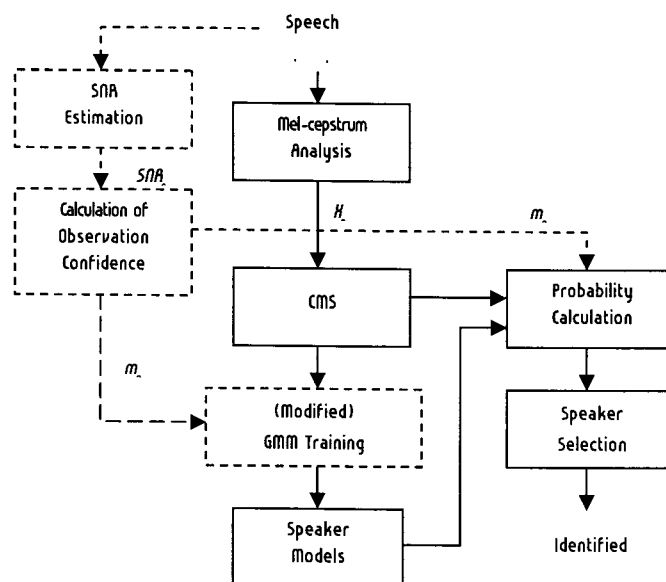 Speech
SNR
Estimation
Mel-cepstrum
Analysis
SNR
Calculation of
Observation
Confidence
X
m
CMS
Probability
Calculation
m
(Modified)
GMM Training
Speaker
Selection
Speaker
Models
Identified